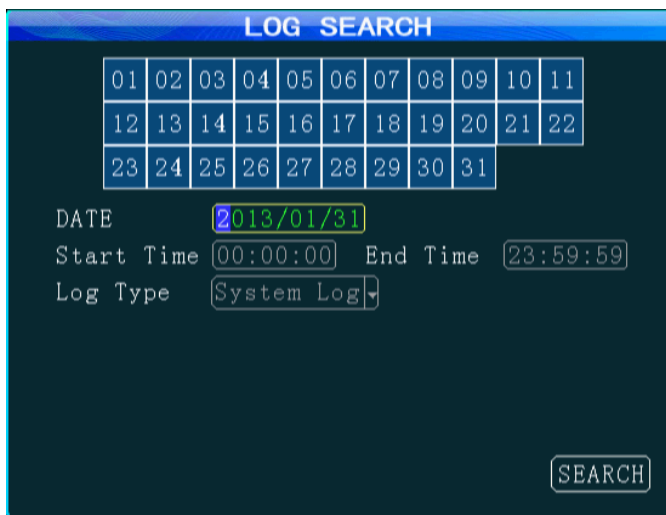 LOG SEARCH
01 02 03 04 05 06 07 08 09 10 11
12 13 14 15 16 17 18 19 20 21 22
23 24 25 26 27 28 29 30 31
DATE 2013/01/31
Start Time 00:00:00 End Time 23:59:59
Log Type System Log
SEARCH